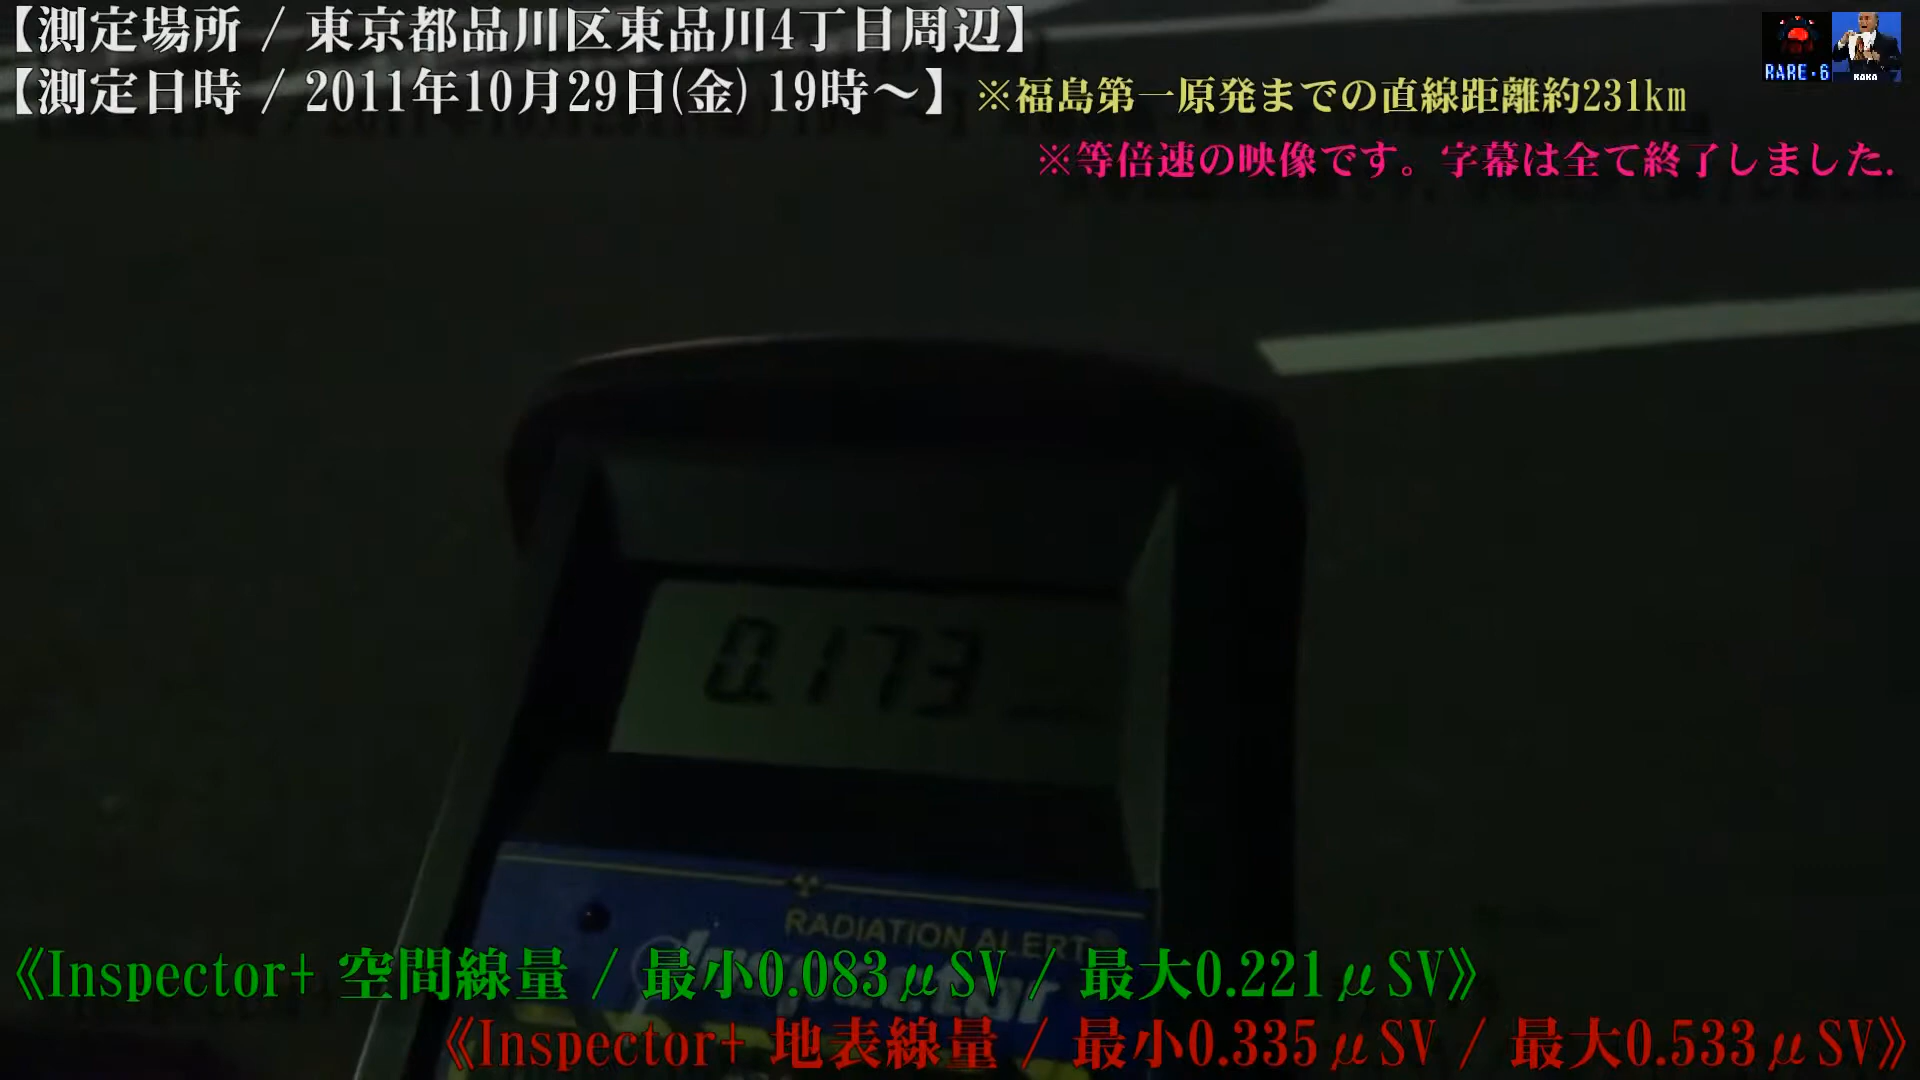 【測定場所 / 東京都品川区東品川4丁目周辺】
【測定日時 / 2011年10月29日(金) 19時～】
※福島第一原発までの直線距離約231km
※等倍速の映像です。字幕は全て終了しました.
RARE・6
KAKA
0.173
RADIATION ALERT
Inspector
《Inspector+ 空間線量 / 最小0.083μSV / 最大0.221μSV》
《Inspector+ 地表線量 / 最小0.335μSV / 最大0.533μSV》